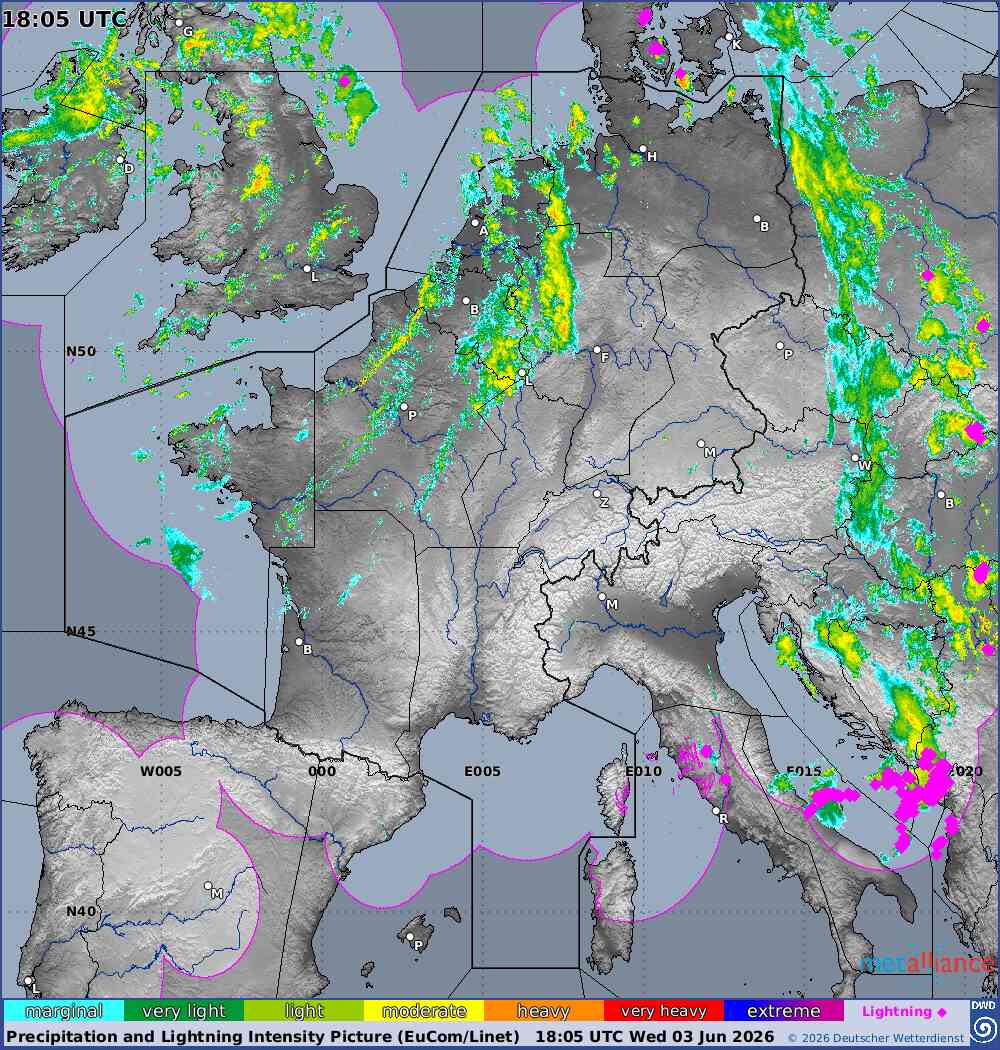 18:05 UTC
G
K
D
H
A
B
L
B
N50
F
P
L
P
M
W
Z
B
M
N45
B
W005
000
E005
E010
E015
E020
R
M
N40
P
L
metalliance
marginal
very light
light
moderate
heavy
very heavy
extreme
Lightning
DWD
Precipitation and Lightning Intensity Picture (EuCom/Linet) 18:05 UTC Wed 03 Jun 2026 © 2026 Deutscher Wetterdienst